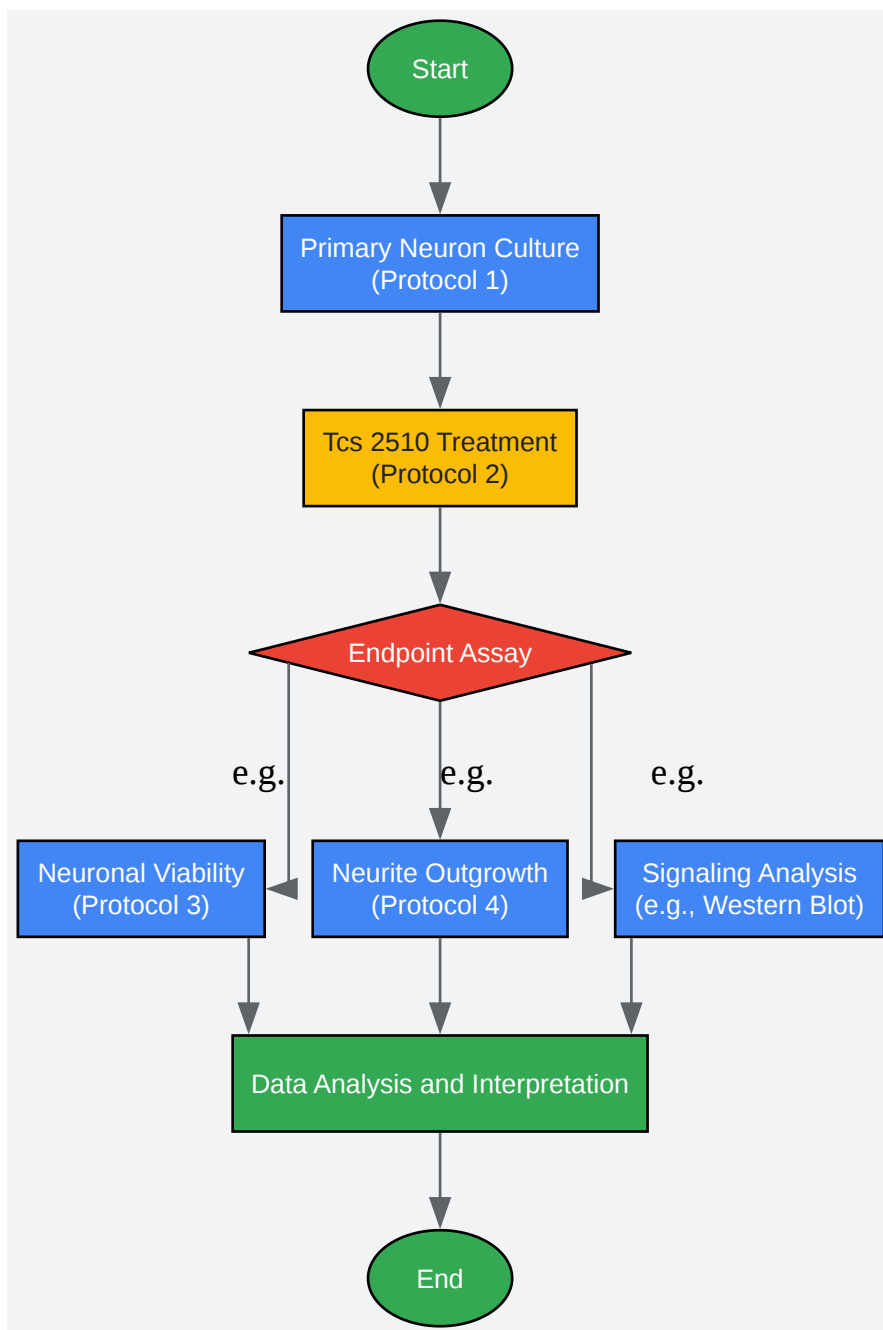 Start
Primary Neuron Culture
(Protocol 1)
Tcs 2510 Treatment
(Protocol 2)
Endpoint Assay
e.g.
e.g.
e.g.
Neuronal Viability
(Protocol 3)
Neurite Outgrowth
(Protocol 4)
Signaling Analysis
(e.g., Western Blot)
Data Analysis and Interpretation
End